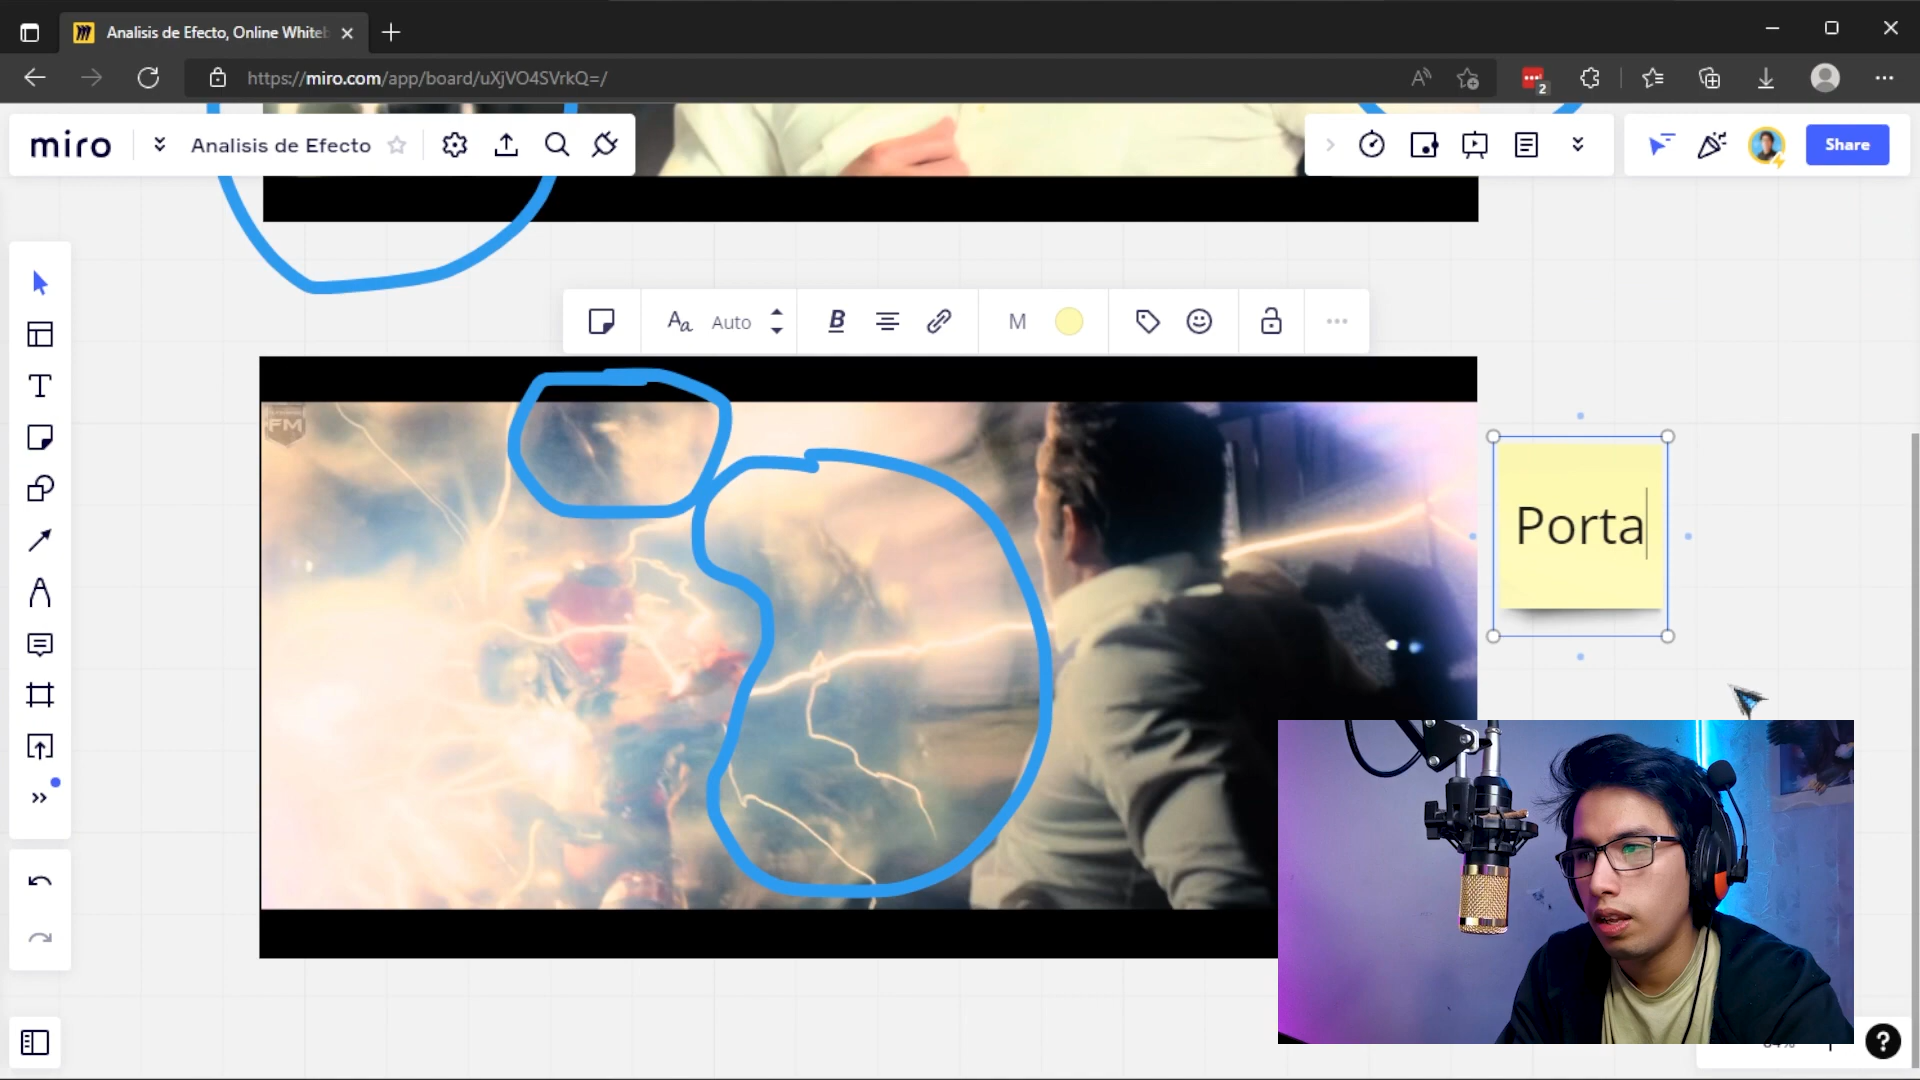 Analisis de Efecto, Online Whiteb
https://miro.com/app/board/uXjVO4SVrkQ=/
2
miro
Analisis de Efecto
Share
Auto
B
M
FM
Porta